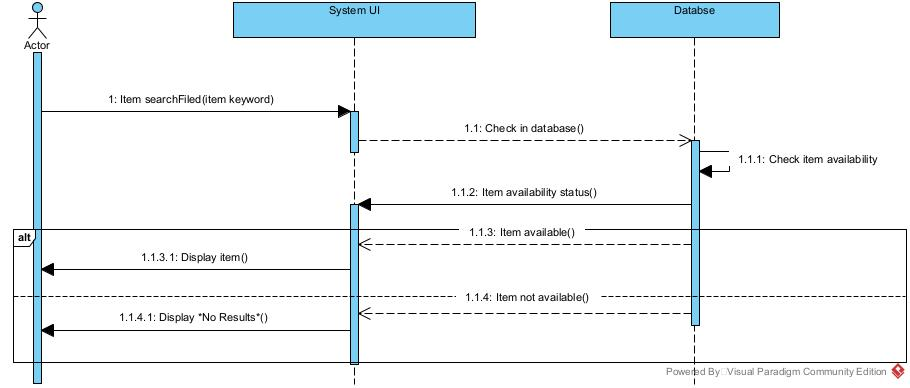 System UI
Databse
Actor
1: Item searchFiled(item keyword)
1.1: Check in database()
1.1.1: Check item availability
1.1.2: Item availability status()
alt
1.1.3: Item available()
1.1.3.1: Display item()
1.1.4: Item not available()
1.1.4.1: Display *No Results*()
Powered By Visual Paradigm Community Edition